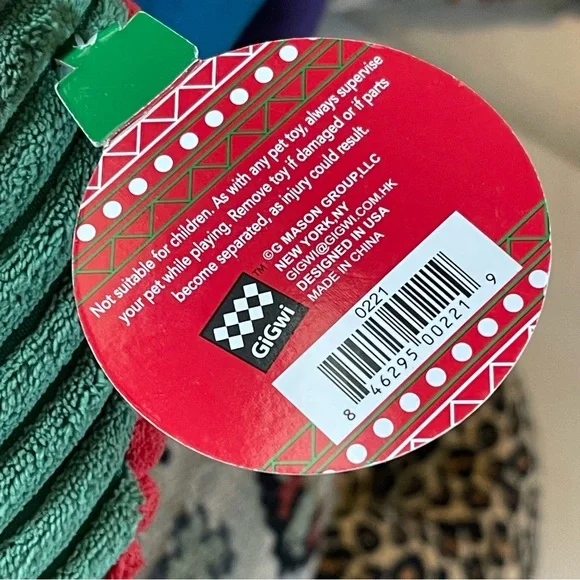 Not suitable for children. As with any pet toy, always supervise
your pet while playing. Remove toy if damaged or if parts
become separated, as injury could result.
©G MASON GROUP.LLC
NEW YORK.NY
GIGWI@GIGWI.COM.HK
DESIGNED IN USA
MADE IN CHINA
TM
GiGwi
0221
8 46295 00221 9